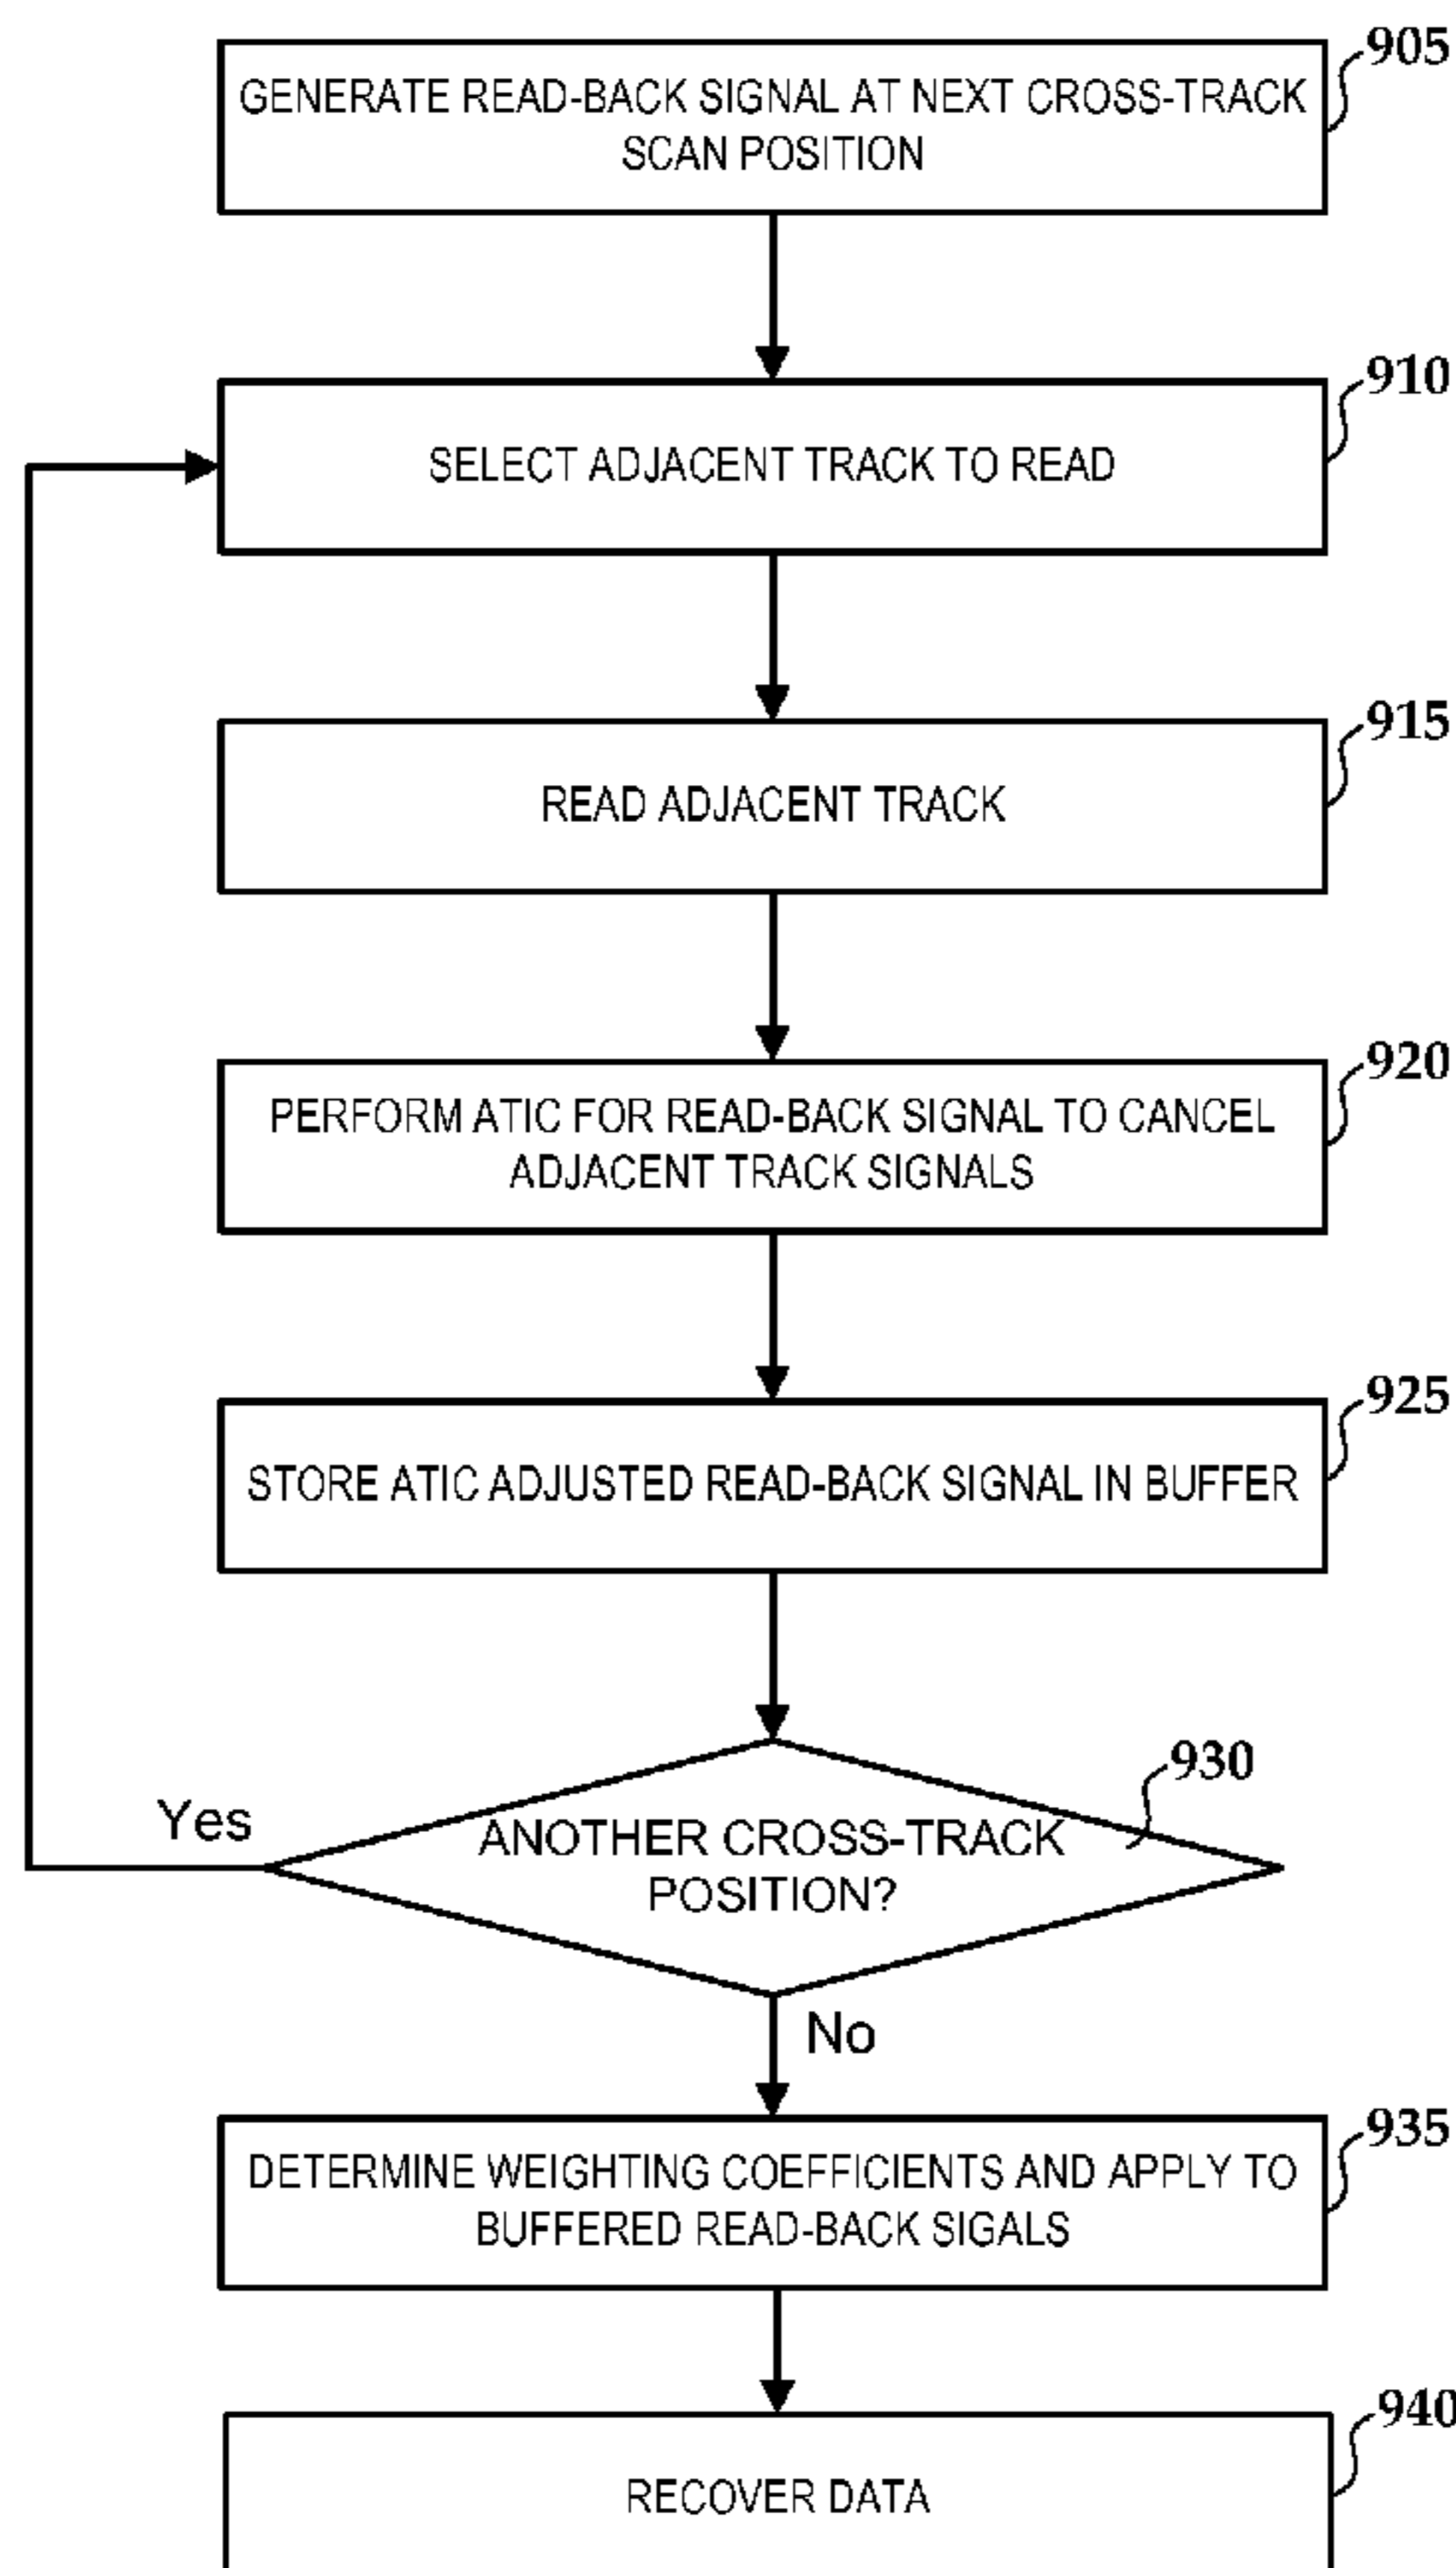 905
GENERATE READ-BACK SIGNAL AT NEXT CROSS-TRACK
SCAN POSITION
910
SELECT ADJACENT TRACK TO READ
915
READ ADJACENT TRACK
920
PERFORM ATIC FOR READ-BACK SIGNAL TO CANCEL
ADJACENT TRACK SIGNALS
925
STORE ATIC ADJUSTED READ-BACK SIGNAL IN BUFFER
930
Yes
ANOTHER CROSS-TRACK
POSITION?
No
935
DETERMINE WEIGHTING COEFFICIENTS AND APPLY TO
BUFFERED READ-BACK SIGALS
940
RECOVER DATA